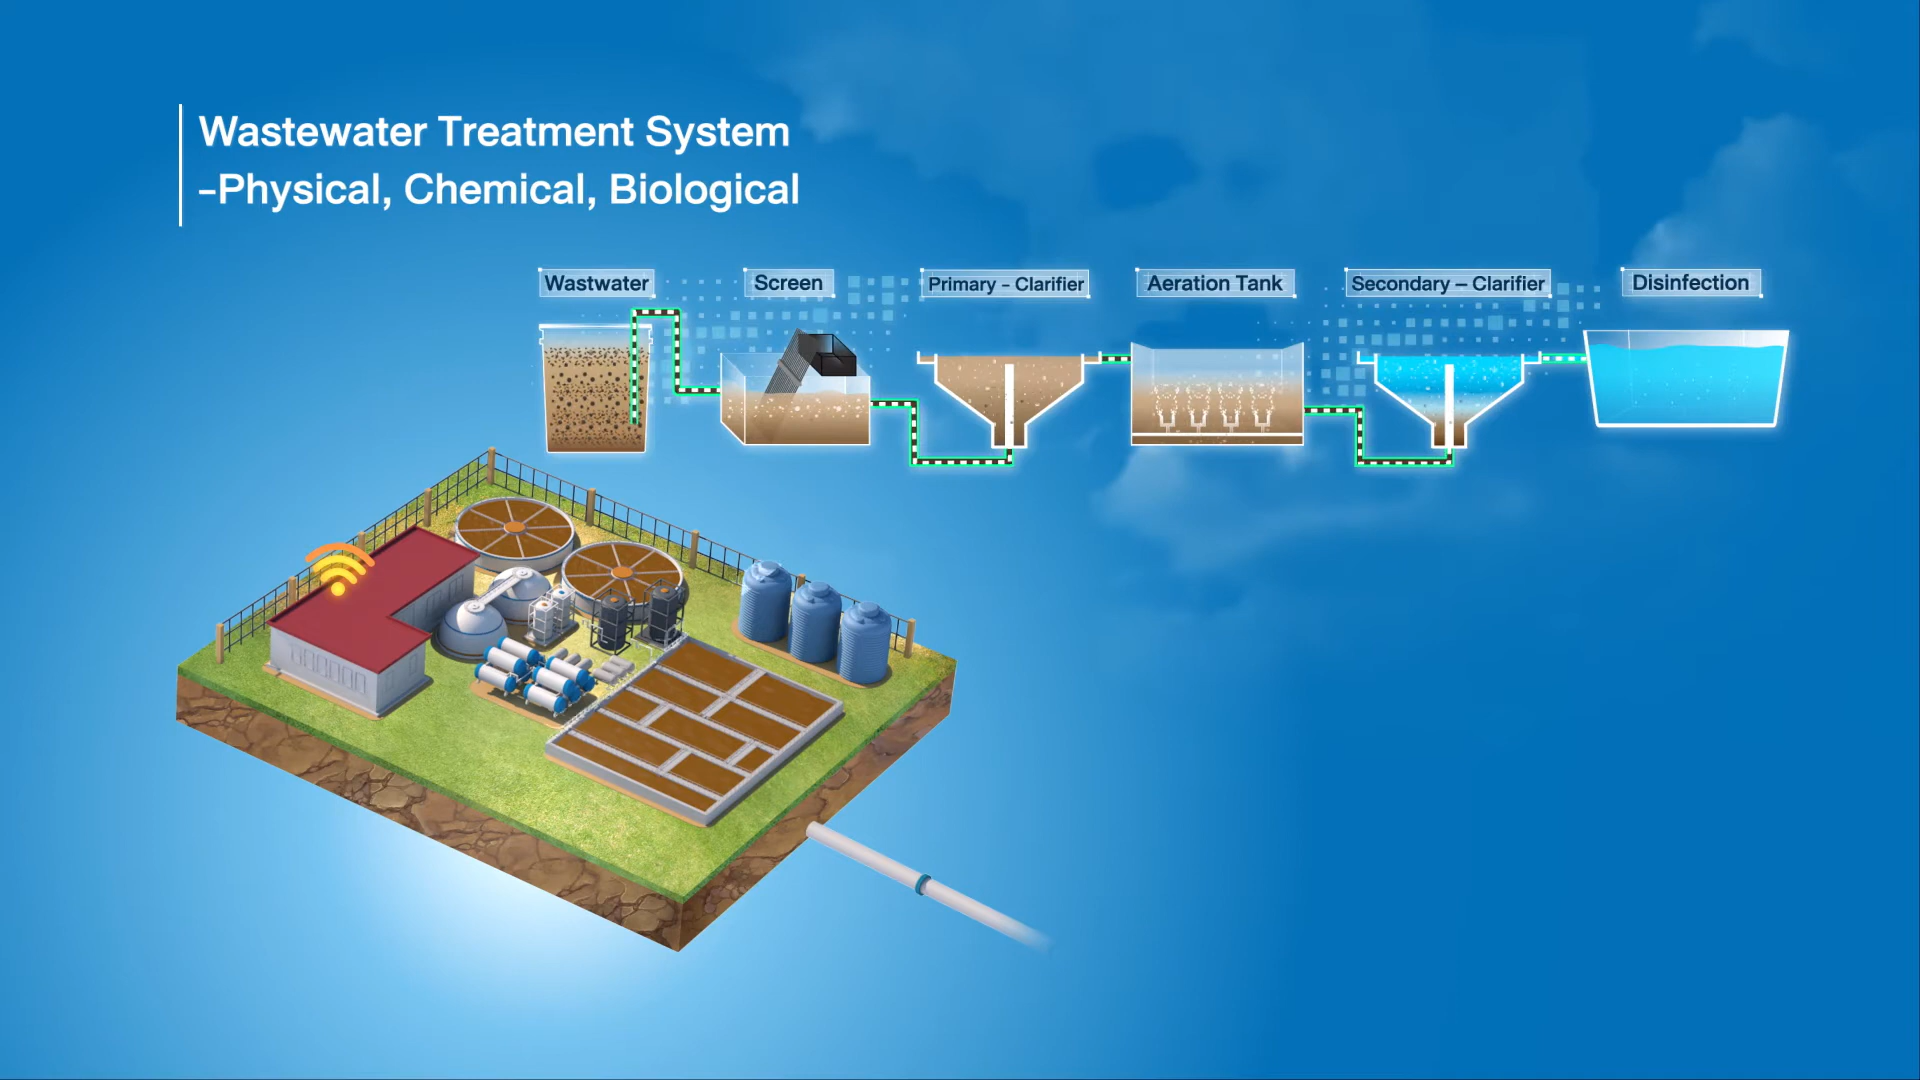 Wastewater Treatment System
-Physical, Chemical, Biological
Wastwater
Screen
Primary - Clarifier
Aeration Tank
Secondary – Clarifier
Disinfection